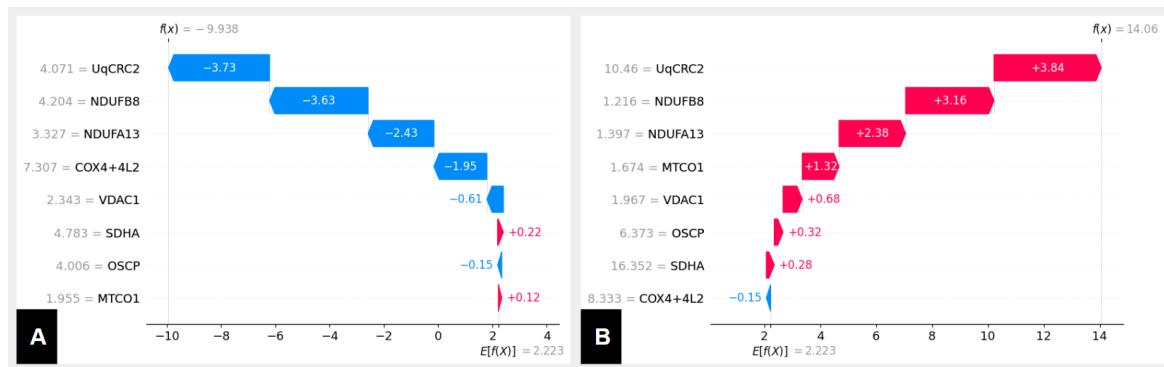 f(x) = −9.938
4.071 = UqCRC2
−3.73
4.204 = NDUFB8
−3.63
3.327 = NDUFA13
−2.43
7.307 = COX4+4L2
−1.95
2.343 = VDAC1
−0.61
4.783 = SDHA
+0.22
4.006 = OSCP
−0.15
1.955 = MTCO1
+0.12
−10 −8 −6 −4 −2 0 2 4
E[f(X)] = 2.223
A
f(x) = 14.06
10.46 = UqCRC2
+3.84
1.216 = NDUFB8
+3.16
1.397 = NDUFA13
+2.38
1.674 = MTCO1
+1.32
1.967 = VDAC1
+0.68
6.373 = OSCP
+0.32
16.352 = SDHA
+0.28
8.333 = COX4+4L2
−0.15
2 4 6 8 10 12 14
E[f(X)] = 2.223
B